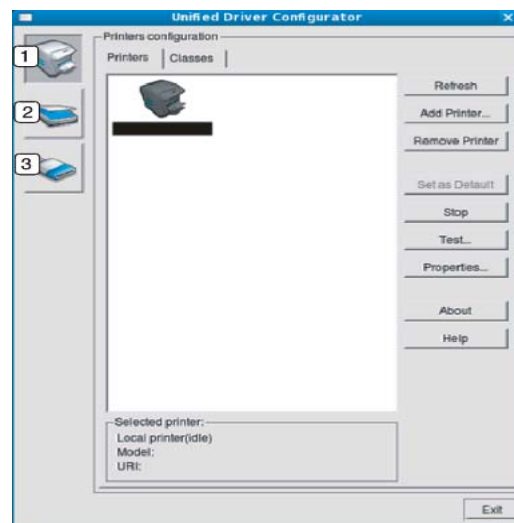 Unified Driver Configurator
Printers configuration
1
Printers Classes
Refresh
2
Add Printer...
Remove Printer
3
Set as Default
Stop
Test...
Properties...
About
Help
Selected printer:
Local printer(idle)
Model:
URI:
Exit